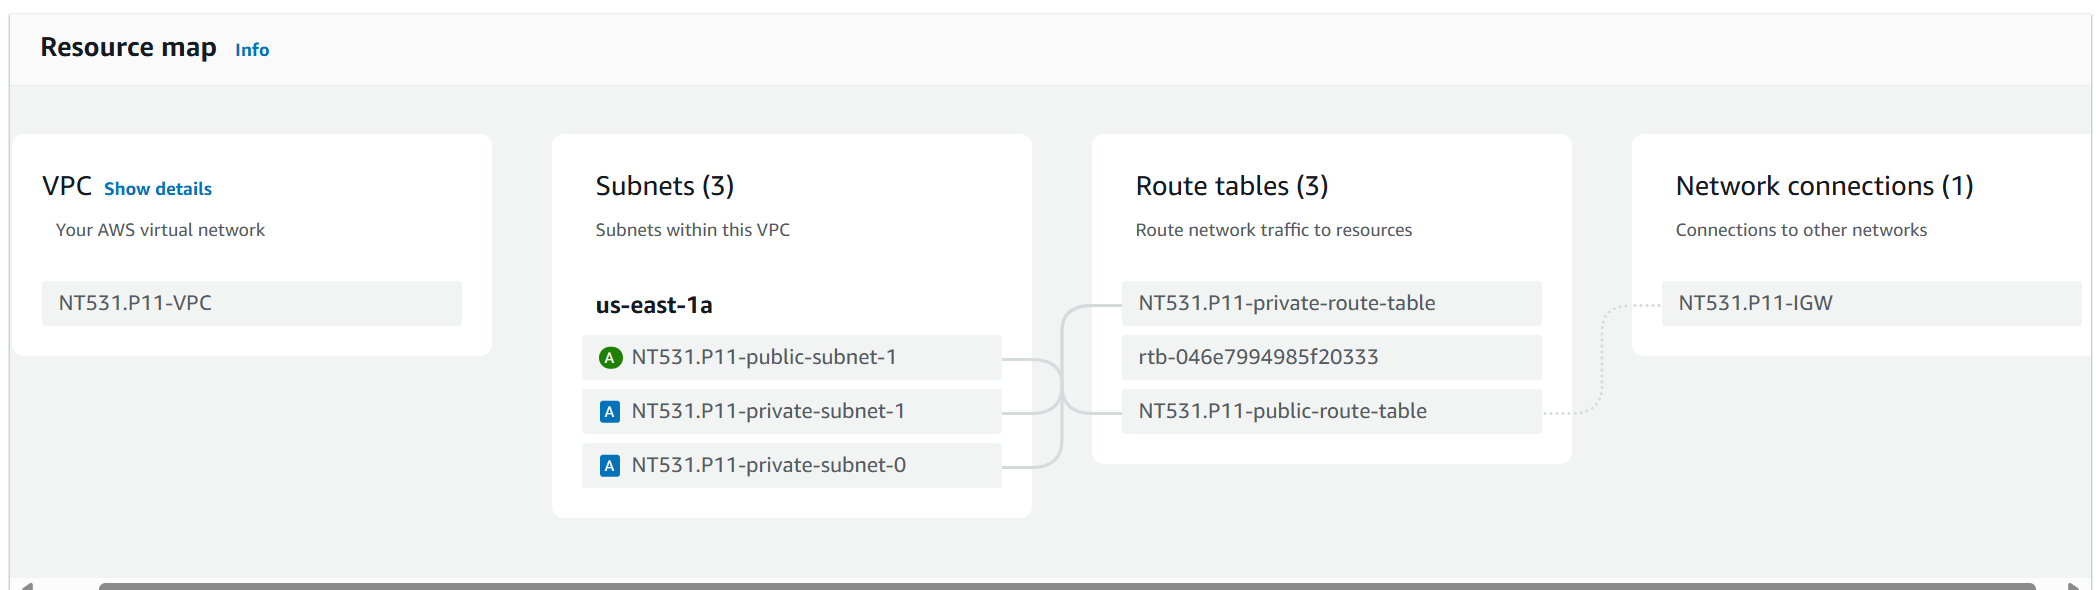 Resource map Info
VPC Show details
Your AWS virtual network
NT531.P11-VPC
Subnets (3)
Subnets within this VPC
us-east-1a
A NT531.P11-public-subnet-1
A NT531.P11-private-subnet-1
A NT531.P11-private-subnet-0
Route tables (3)
Route network traffic to resources
NT531.P11-private-route-table
rtb-046e7994985f20333
NT531.P11-public-route-table
Network connections (1)
Connections to other networks
NT531.P11-IGW